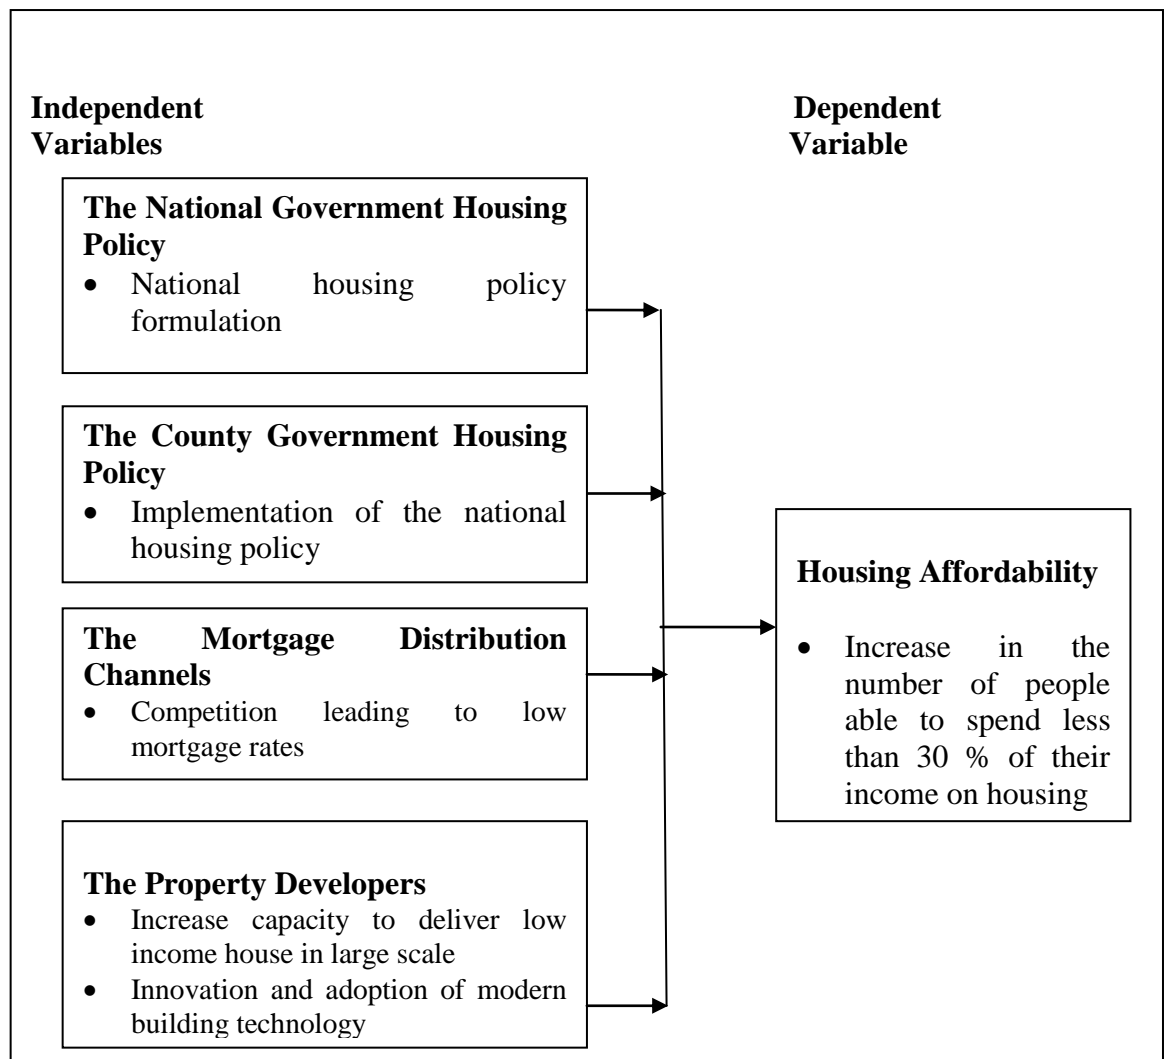 Independent
Variables
Dependent
Variable
The National Government Housing
Policy
• National housing policy
formulation
The County Government Housing
Policy
• Implementation of the national
housing policy
The Mortgage Distribution
Channels
• Competition leading to low
mortgage rates
The Property Developers
• Increase capacity to deliver low
income house in large scale
• Innovation and adoption of modern
building technology
Housing Affordability
• Increase in the
number of people
able to spend less
than 30 % of their
income on housing